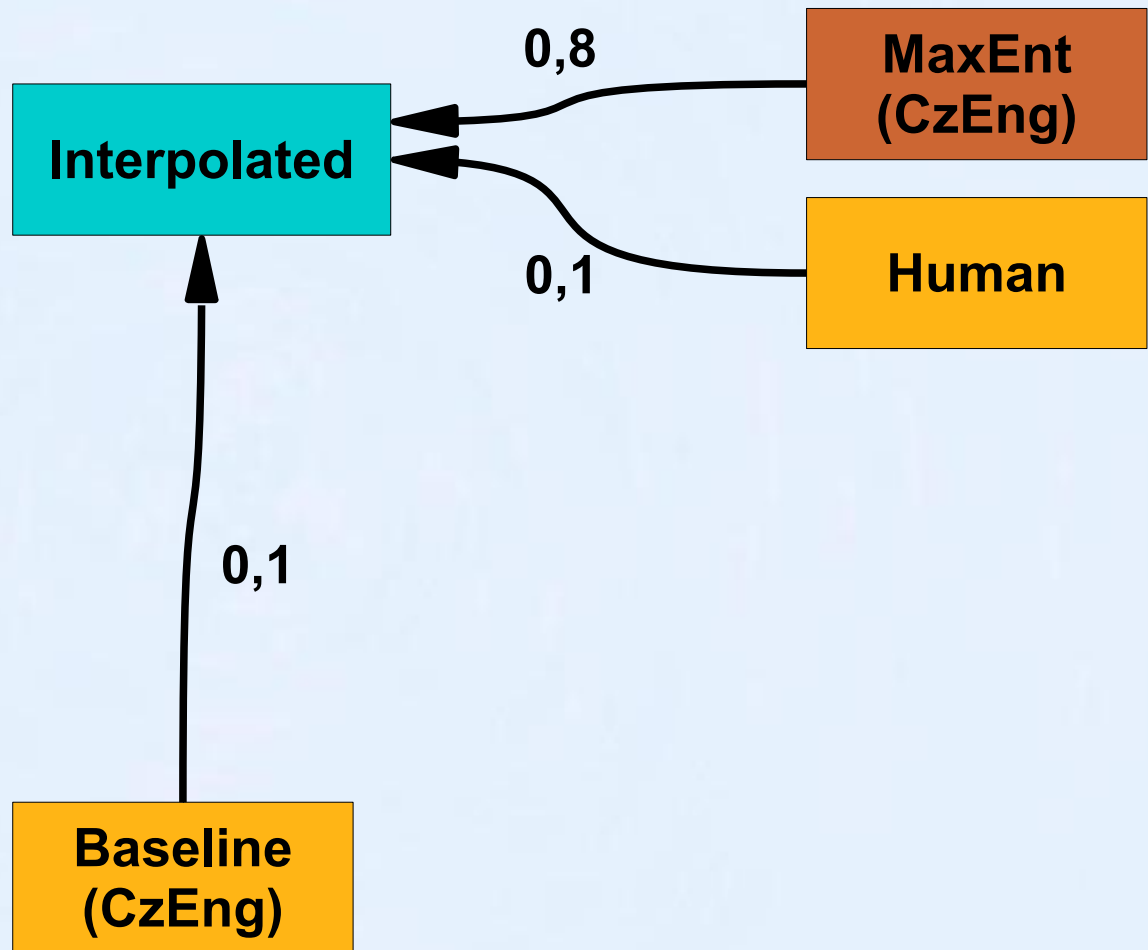 0,8
MaxEnt
(CzEng)
Interpolated
0,1
Human
0,1
Baseline
(CzEng)